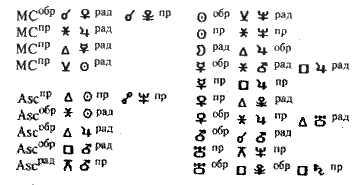 MC обр ☌ ♀ рад ☌ ♀ пр
MC пр ⚹ ♃ рад
MC пр △ ☿ рад
MC пр ⚺ ☉ рад
Asc пр △ ☉ пр ☍ ♆ пр
Asc обр ⚹ ☉ рад
Asc обр △ ♃ рад
Asc обр □ ♂ рад
Asc рад ⚻ ♂ пр
☉ обр ⚺ ♆ рад
☉ пр ⚹ ♆ пр
☽ рад △ ♃ обр
☿ обр ⚹ ♂ рад □ ♃ рад
☿ пр □ ♃ пр
♀ пр △ ♀ рад
♀ обр ⚹ ♃ пр △ ♅ рад
♂ обр ☌ ♂ рад
♅ пр ⚻ ♆ пр
♅ обр □ ♀ обр □ ♄ пр